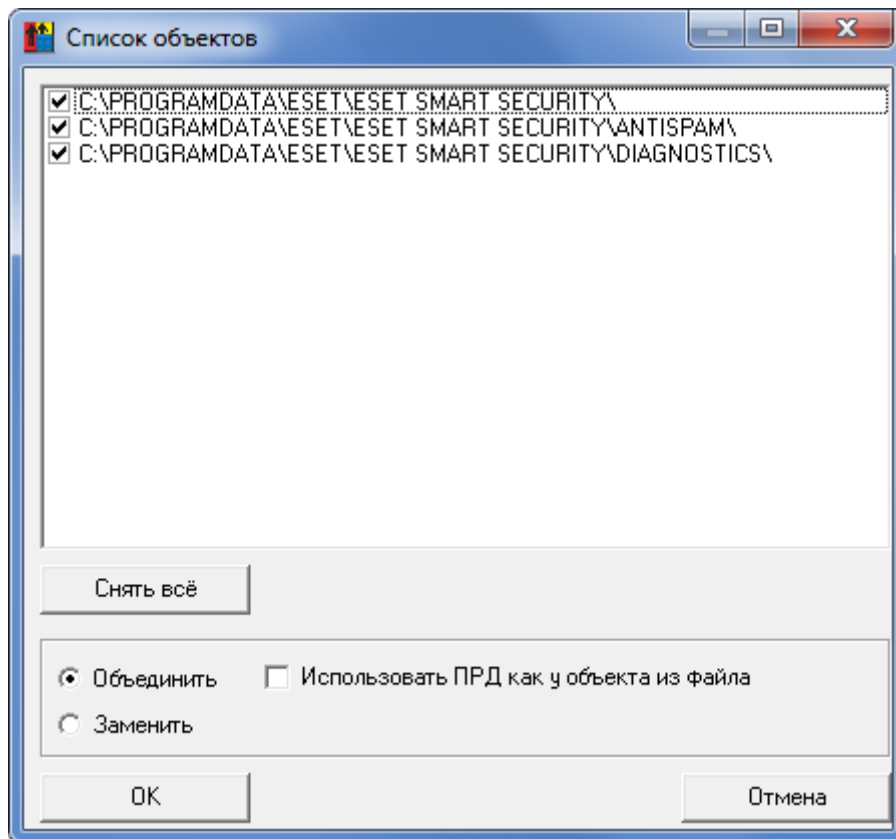 Список объектов
C:\PROGRAMDATA\ESET\ESET SMART SECURITY\
C:\PROGRAMDATA\ESET\ESET SMART SECURITY\ANTISPAM\
C:\PROGRAMDATA\ESET\ESET SMART SECURITY\DIAGNOSTICS\
Снять всё
Объединить
Использовать ПРД как у объекта из файла
Заменить
OK
Отмена